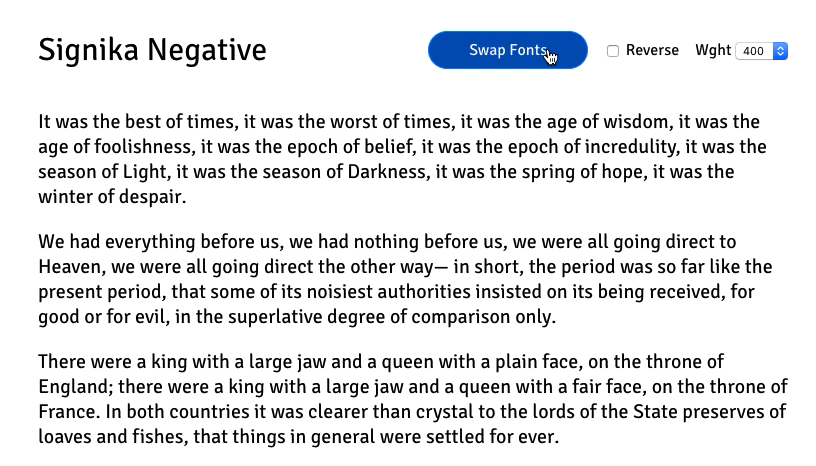 Signika Negative
Swap Fonts
Reverse
Wght 400
It was the best of times, it was the worst of times, it was the age of wisdom, it was the
age of foolishness, it was the epoch of belief, it was the epoch of incredulity, it was the
season of Light, it was the season of Darkness, it was the spring of hope, it was the
winter of despair.
We had everything before us, we had nothing before us, we were all going direct to
Heaven, we were all going direct the other way— in short, the period was so far like the
present period, that some of its noisiest authorities insisted on its being received, for
good or for evil, in the superlative degree of comparison only.
There were a king with a large jaw and a queen with a plain face, on the throne of
England; there were a king with a large jaw and a queen with a fair face, on the throne of
France. In both countries it was clearer than crystal to the lords of the State preserves of
loaves and fishes, that things in general were settled for ever.